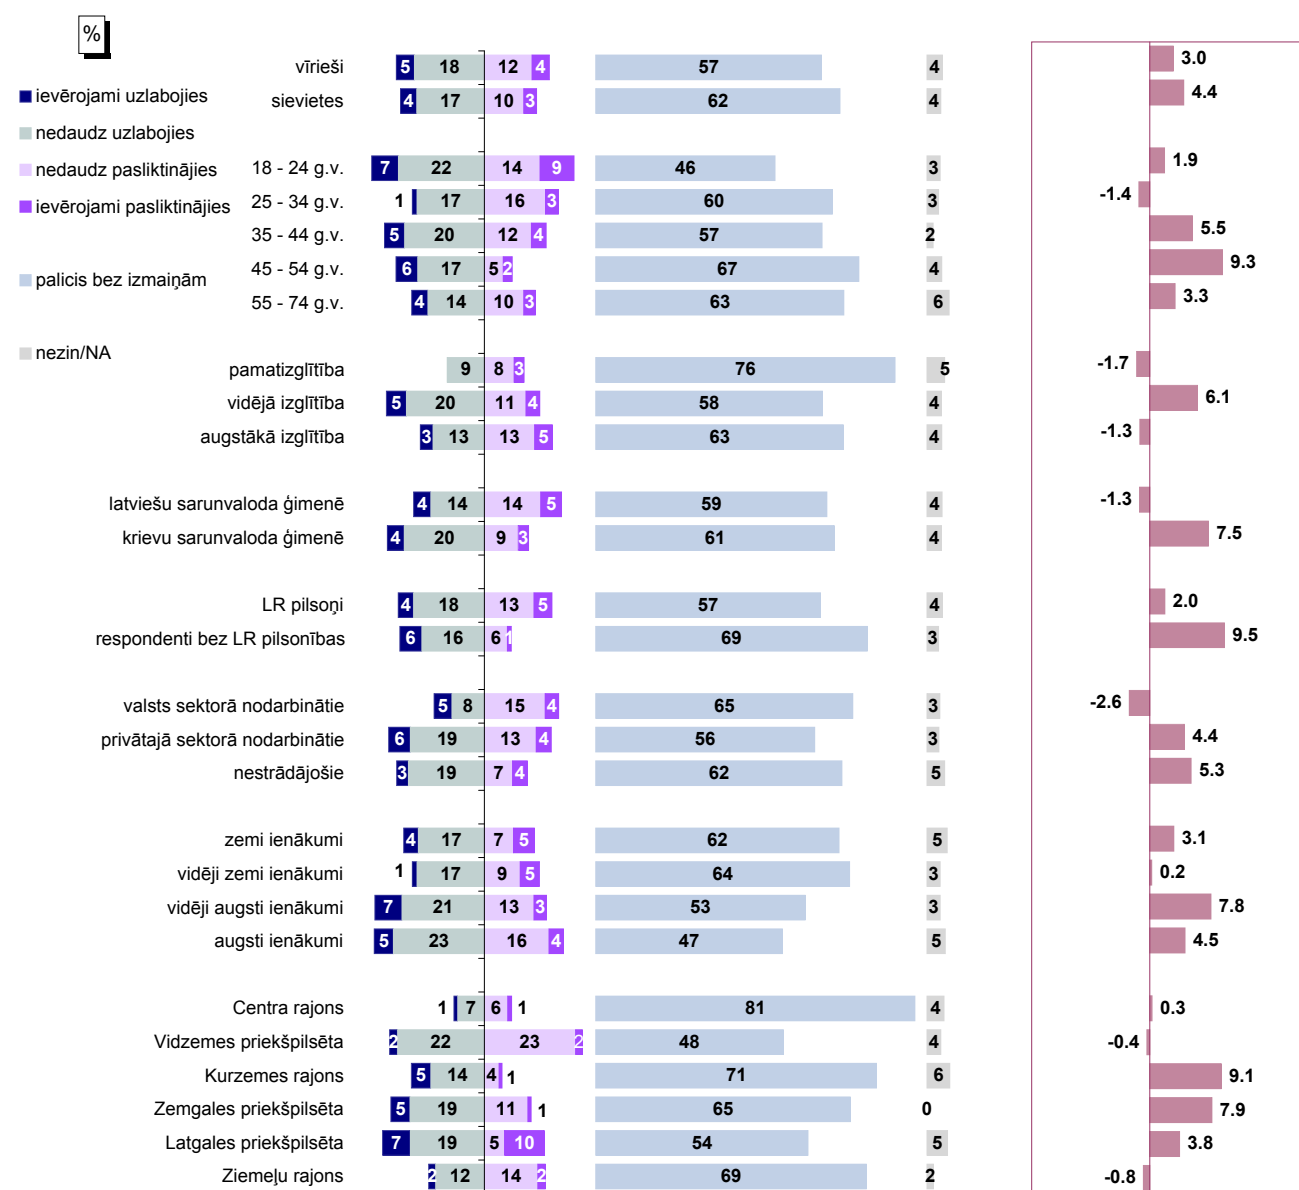 %
ievērojami uzlabojies
nedaudz uzlabojies
nedaudz pasliktinājies
ievērojami pasliktinājies
palicis bez izmaiņām
nezin/NA
vīrieši 5 18 12 4 57 4 3.0
sievietes 4 17 10 3 62 4 4.4
18 - 24 g.v. 7 22 14 9 46 3 1.9
25 - 34 g.v. 1 17 16 3 60 3 -1.4
35 - 44 g.v. 5 20 12 4 57 2 5.5
45 - 54 g.v. 6 17 5 2 67 4 9.3
55 - 74 g.v. 4 14 10 3 63 6 3.3
pamatizglītība 9 8 3 76 5 -1.7
vidējā izglītība 5 20 11 4 58 4 6.1
augstākā izglītība 3 13 13 5 63 4 -1.3
latviešu sarunvaloda ģimenē 4 14 14 5 59 4 -1.3
krievu sarunvaloda ģimenē 4 20 9 3 61 4 7.5
LR pilsoņi 4 18 13 5 57 4 2.0
respondenti bez LR pilsonības 6 16 6 1 69 3 9.5
valsts sektorā nodarbinātie 5 8 15 4 65 3 -2.6
privātajā sektorā nodarbinātie 6 19 13 4 56 3 4.4
nestrādājošie 3 19 7 4 62 5 5.3
zemi ienākumi 4 17 7 5 62 5 3.1
vidēji zemi ienākumi 1 17 9 5 64 3 0.2
vidēji augsti ienākumi 7 21 13 3 53 3 7.8
augsti ienākumi 5 23 16 4 47 5 4.5
Centra rajons 1 7 6 1 81 4 0.3
Vidzemes priekšpilsēta 2 22 23 2 48 4 -0.4
Kurzemes rajons 5 14 4 1 71 6 9.1
Zemgales priekšpilsēta 5 19 11 1 65 0 7.9
Latgales priekšpilsēta 7 19 5 10 54 5 3.8
Ziemeļu rajons 2 12 14 2 69 2 -0.8